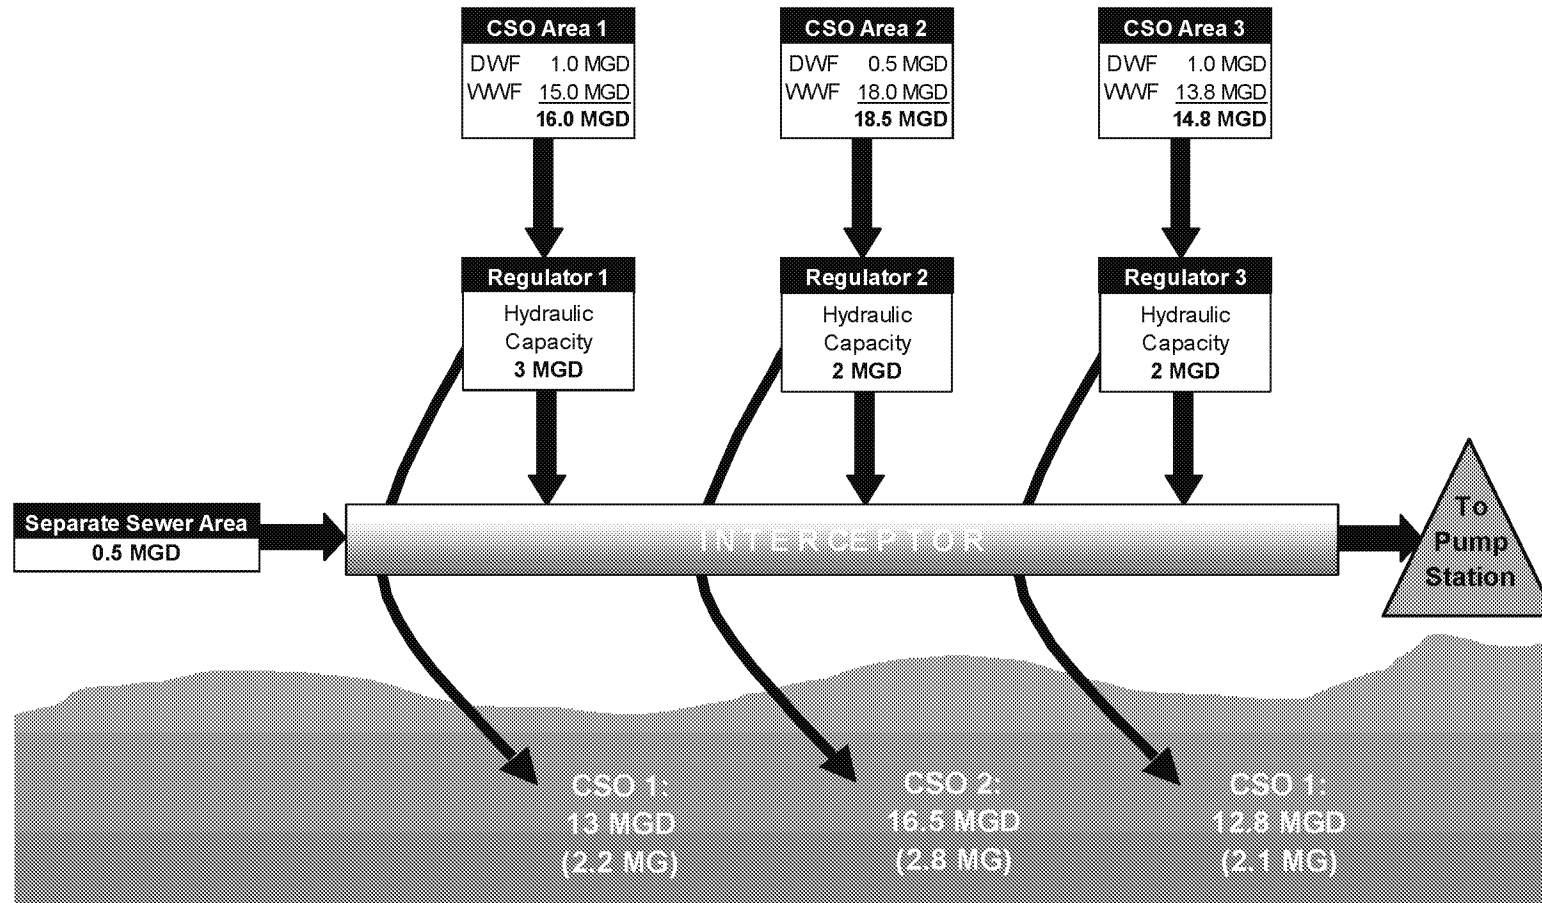 CSO Area 1
DWF 1.0 MGD
WWF 15.0 MGD
16.0 MGD
CSO Area 2
DWF 0.5 MGD
WWF 18.0 MGD
18.5 MGD
CSO Area 3
DWF 1.0 MGD
WWF 13.8 MGD
14.8 MGD
Regulator 1
Hydraulic
Capacity
3 MGD
Regulator 2
Hydraulic
Capacity
2 MGD
Regulator 3
Hydraulic
Capacity
2 MGD
Separate Sewer Area
0.5 MGD
INTERCEPTOR
To
Pump
Station
CSO 1:
13 MGD
(2.2 MG)
CSO 2:
16.5 MGD
(2.8 MG)
CSO 1:
12.8 MGD
(2.1 MG)